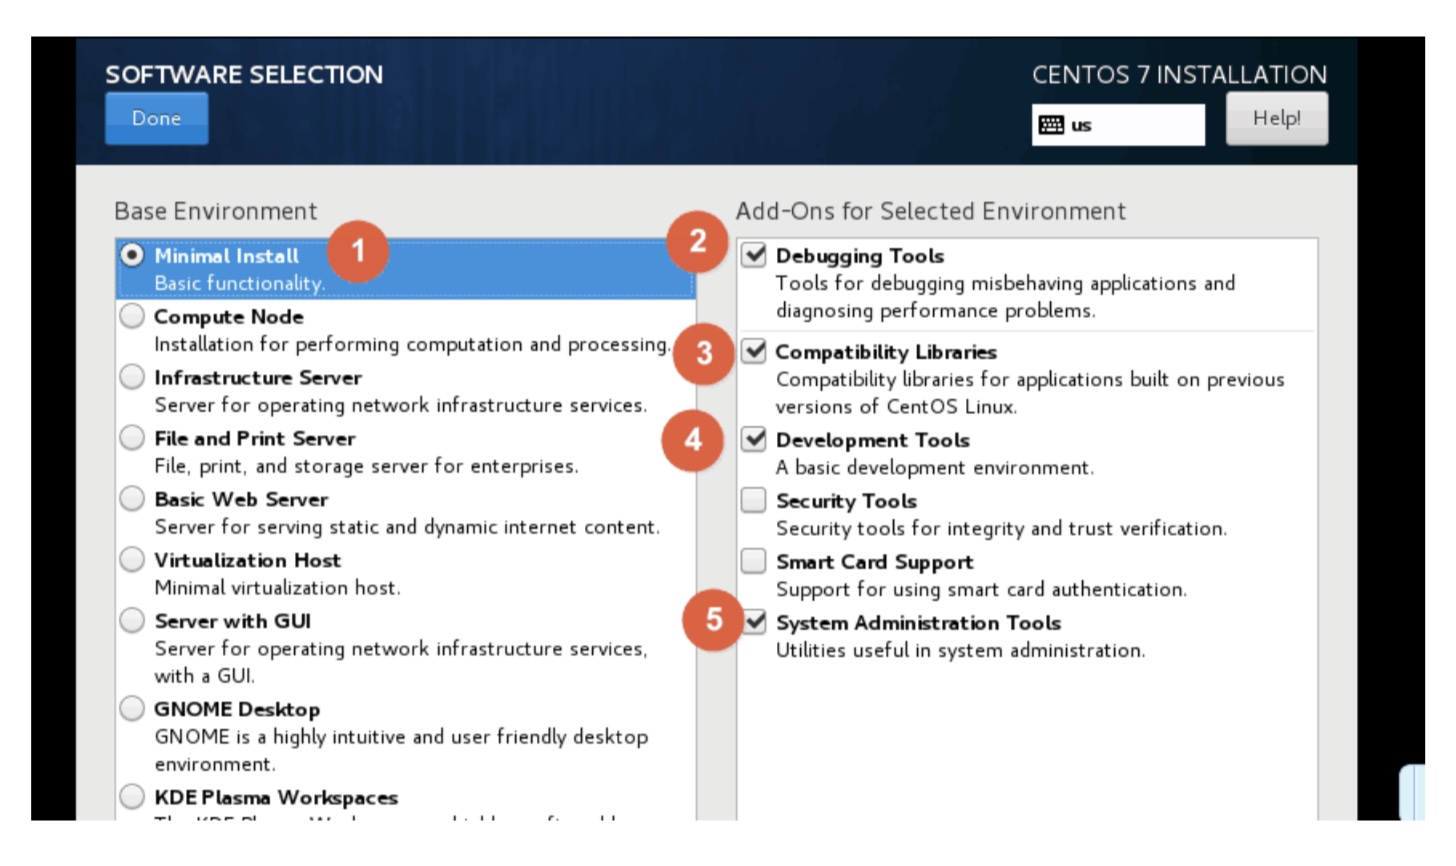 SOFTWARE SELECTION
Done
CENTOS 7 INSTALLATION
us
Help!
Base Environment
1
Minimal Install
Basic functionality.
Compute Node
Installation for performing computation and processing.
Infrastructure Server
Server for operating network infrastructure services.
File and Print Server
File, print, and storage server for enterprises.
Basic Web Server
Server for serving static and dynamic internet content.
Virtualization Host
Minimal virtualization host.
Server with GUI
Server for operating network infrastructure services,
with a GUI.
GNOME Desktop
GNOME is a highly intuitive and user friendly desktop
environment.
KDE Plasma Workspaces
Add-Ons for Selected Environment
2
Debugging Tools
Tools for debugging misbehaving applications and
diagnosing performance problems.
3
Compatibility Libraries
Compatibility libraries for applications built on previous
versions of CentOS Linux.
4
Development Tools
A basic development environment.
Security Tools
Security tools for integrity and trust verification.
Smart Card Support
Support for using smart card authentication.
5
System Administration Tools
Utilities useful in system administration.